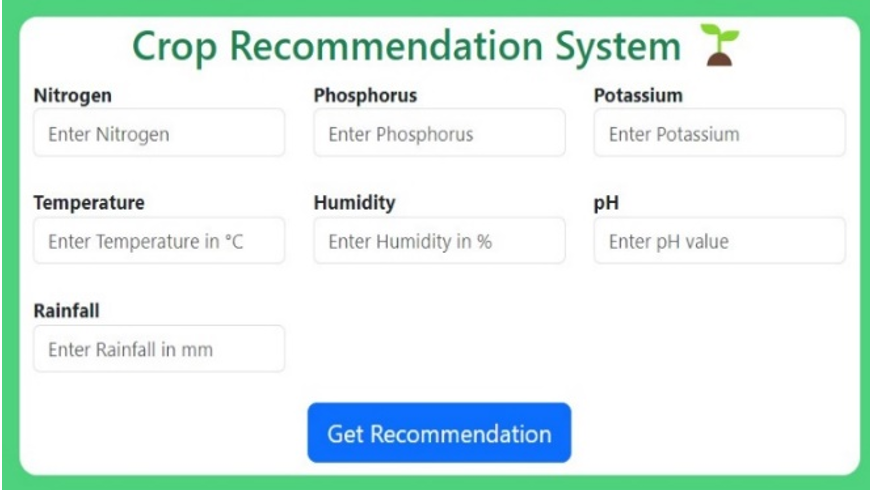 Crop Recommendation System 🌱
Nitrogen Phosphorus Potassium
Enter Nitrogen Enter Phosphorus Enter Potassium
Temperature Humidity pH
Enter Temperature in °C Enter Humidity in % Enter pH value
Rainfall
Enter Rainfall in mm
Get Recommendation